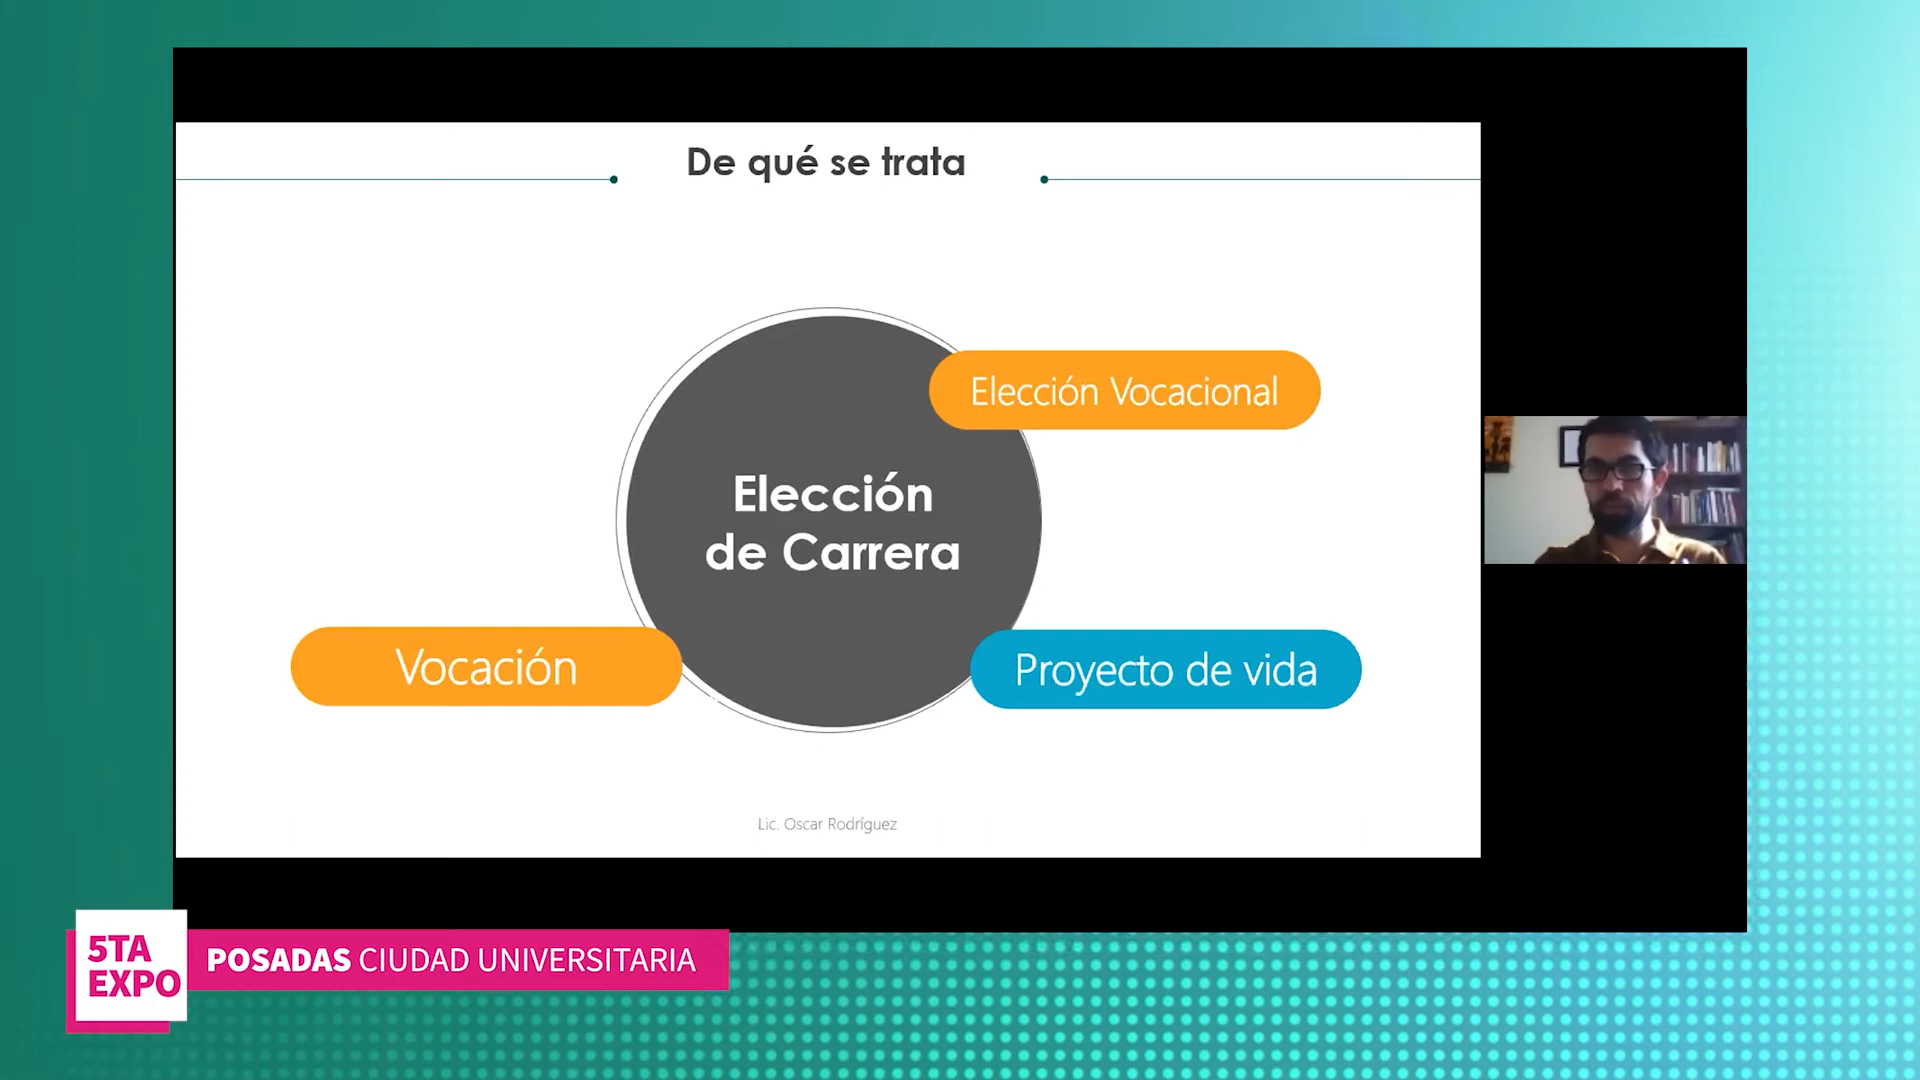 De qué se trata
Elección Vocacional
Elección
de Carrera
Vocación
Proyecto de vida
Lic. Oscar Rodríguez
5TA
EXPO
POSADAS CIUDAD UNIVERSITARIA